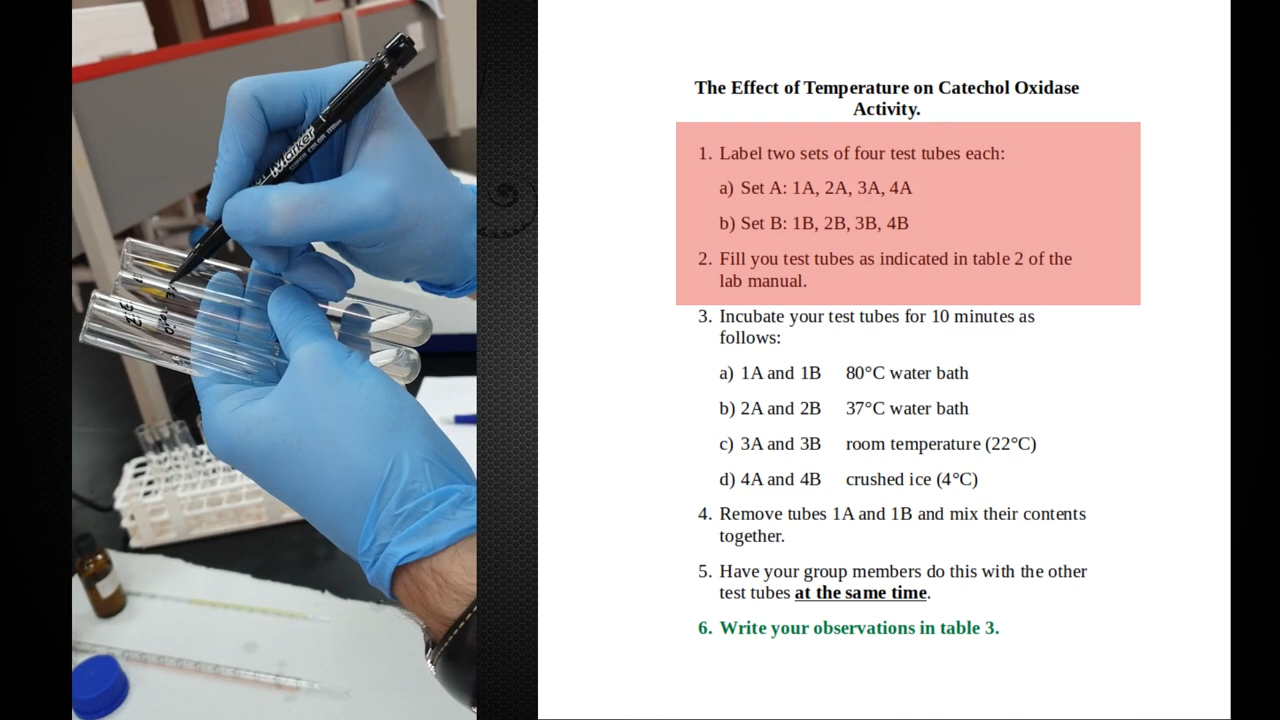 Marker
The Effect of Temperature on Catechol Oxidase
Activity.
1. Label two sets of four test tubes each:
a) Set A: 1A, 2A, 3A, 4A
b) Set B: 1B, 2B, 3B, 4B
2. Fill you test tubes as indicated in table 2 of the
lab manual.
3. Incubate your test tubes for 10 minutes as
follows:
a) 1A and 1B 80°C water bath
b) 2A and 2B 37°C water bath
c) 3A and 3B room temperature (22°C)
d) 4A and 4B crushed ice (4°C)
4. Remove tubes 1A and 1B and mix their contents
together.
5. Have your group members do this with the other
test tubes at the same time.
6. Write your observations in table 3.